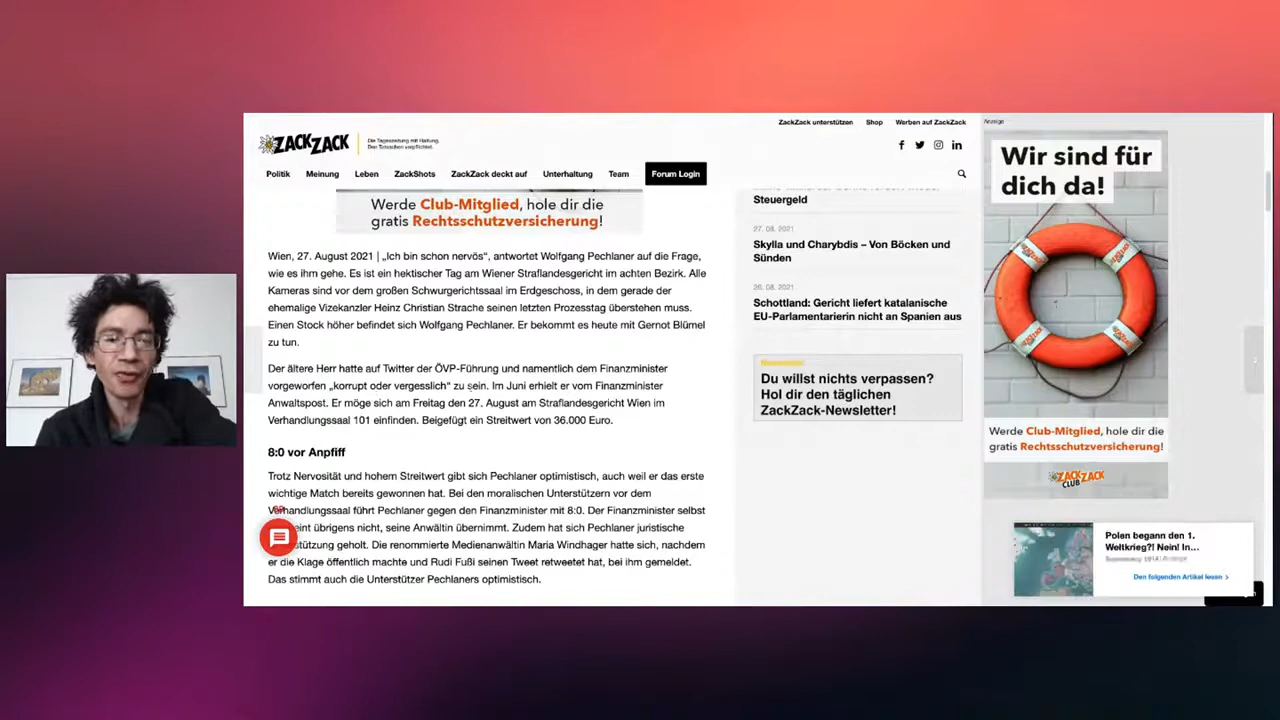 ZACKZACK
Die Tageszeitung mit Haltung.
Den Tatsachen verpflichtet.
ZackZack unterstützen Shop Werben auf ZackZack
Politik Meinung Leben ZackShots ZackZack deckt auf Unterhaltung Team Forum Login
Werde Club-Mitglied, hole dir die
gratis Rechtsschutzversicherung!
Wien, 27. August 2021 | „Ich bin schon nervös“, antwortet Wolfgang Pechlaner auf die Frage,
wie es ihm gehe. Es ist ein hektischer Tag am Wiener Straflandesgericht im achten Bezirk. Alle
Kameras sind vor dem großen Schwurgerichtssaal im Erdgeschoss, in dem gerade der
ehemalige Vizekanzler Heinz Christian Strache seinen letzten Prozesstag überstehen muss.
Einen Stock höher befindet sich Wolfgang Pechlaner. Er bekommt es heute mit Gernot Blümel
zu tun.
Der ältere Herr hatte auf Twitter der ÖVP-Führung und namentlich dem Finanzminister
vorgeworfen „korrupt oder vergesslich“ zu sein. Im Juni erhielt er vom Finanzminister
Anwaltspost. Er möge sich am Freitag den 27. August am Straflandesgericht Wien im
Verhandlungssaal 101 einfinden. Beigefügt ein Streitwert von 36.000 Euro.
8:0 vor Anpfiff
Trotz Nervosität und hohem Streitwert gibt sich Pechlaner optimistisch, auch weil er das erste
wichtige Match bereits gewonnen hat. Bei den moralischen Unterstützern vor dem
Verhandlungssaal führt Pechlaner gegen den Finanzminister mit 8:0. Der Finanzminister selbst
eint übrigens nicht, seine Anwältin übernimmt. Zudem hat sich Pechlaner juristische
stützung geholt. Die renommierte Medienanwältin Maria Windhager hatte sich, nachdem
er die Klage öffentlich machte und Rudi Fußi seinen Tweet retweetet hat, bei ihm gemeldet.
Das stimmt auch die Unterstützer Pechlaners optimistisch.
Steuergeld
27. 08. 2021
Skylla und Charybdis – Von Böcken und
Sünden
26. 08. 2021
Schottland: Gericht liefert katalanische
EU-Parlamentarierin nicht an Spanien aus
Newsletter
Du willst nichts verpassen?
Hol dir den täglichen
ZackZack-Newsletter!
Anzeige
Wir sind für
dich da!
Werde Club-Mitglied, hole dir die
gratis Rechtsschutzversicherung!
ZACKZACK
CLUB
Polen begann den 1.
Weltkrieg?! Nein! In...
Den folgenden Artikel lesen >